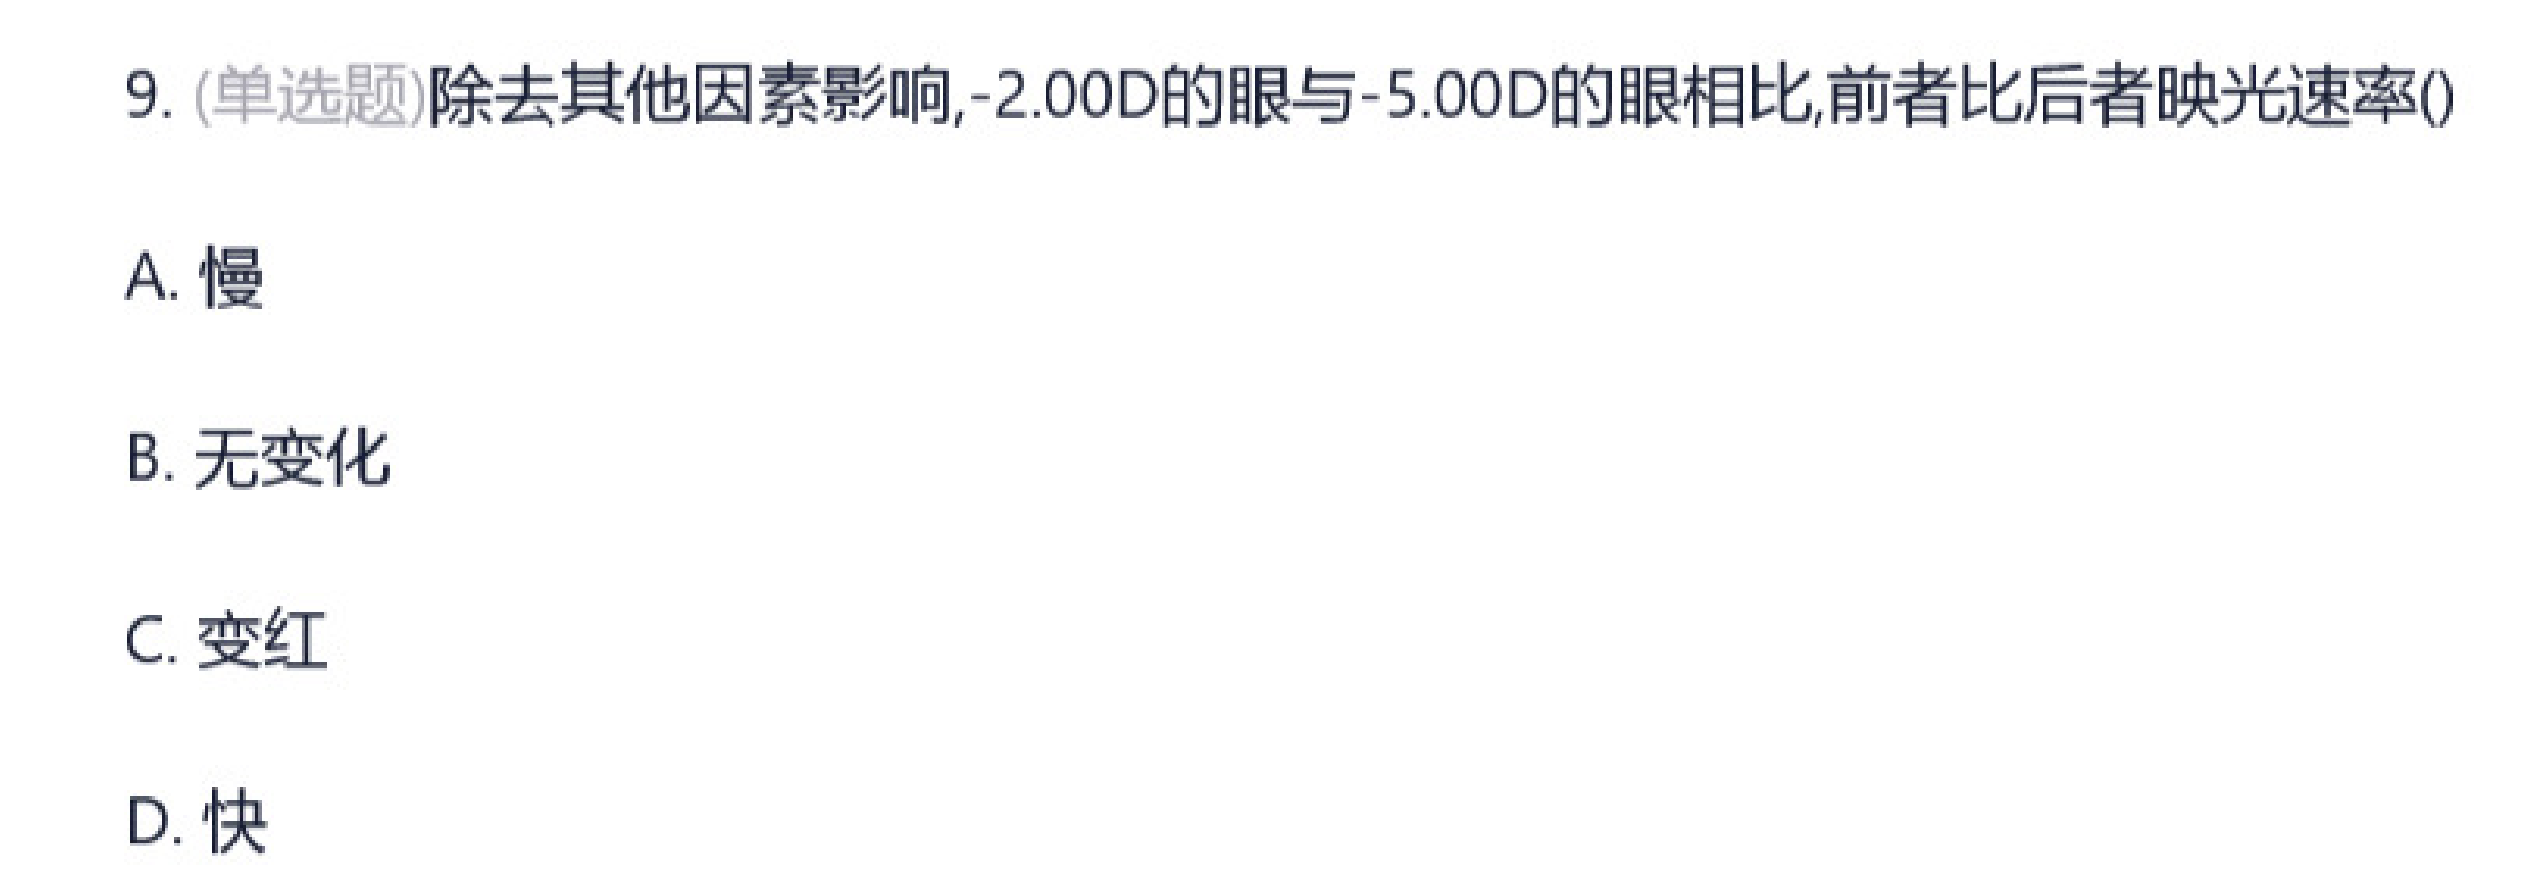 9. (单选题)除去其他因素影响,-2.00D的眼与-5.00D的眼相比,前者比后者映光速率()
A. 慢
B. 无变化
C. 变红
D. 快